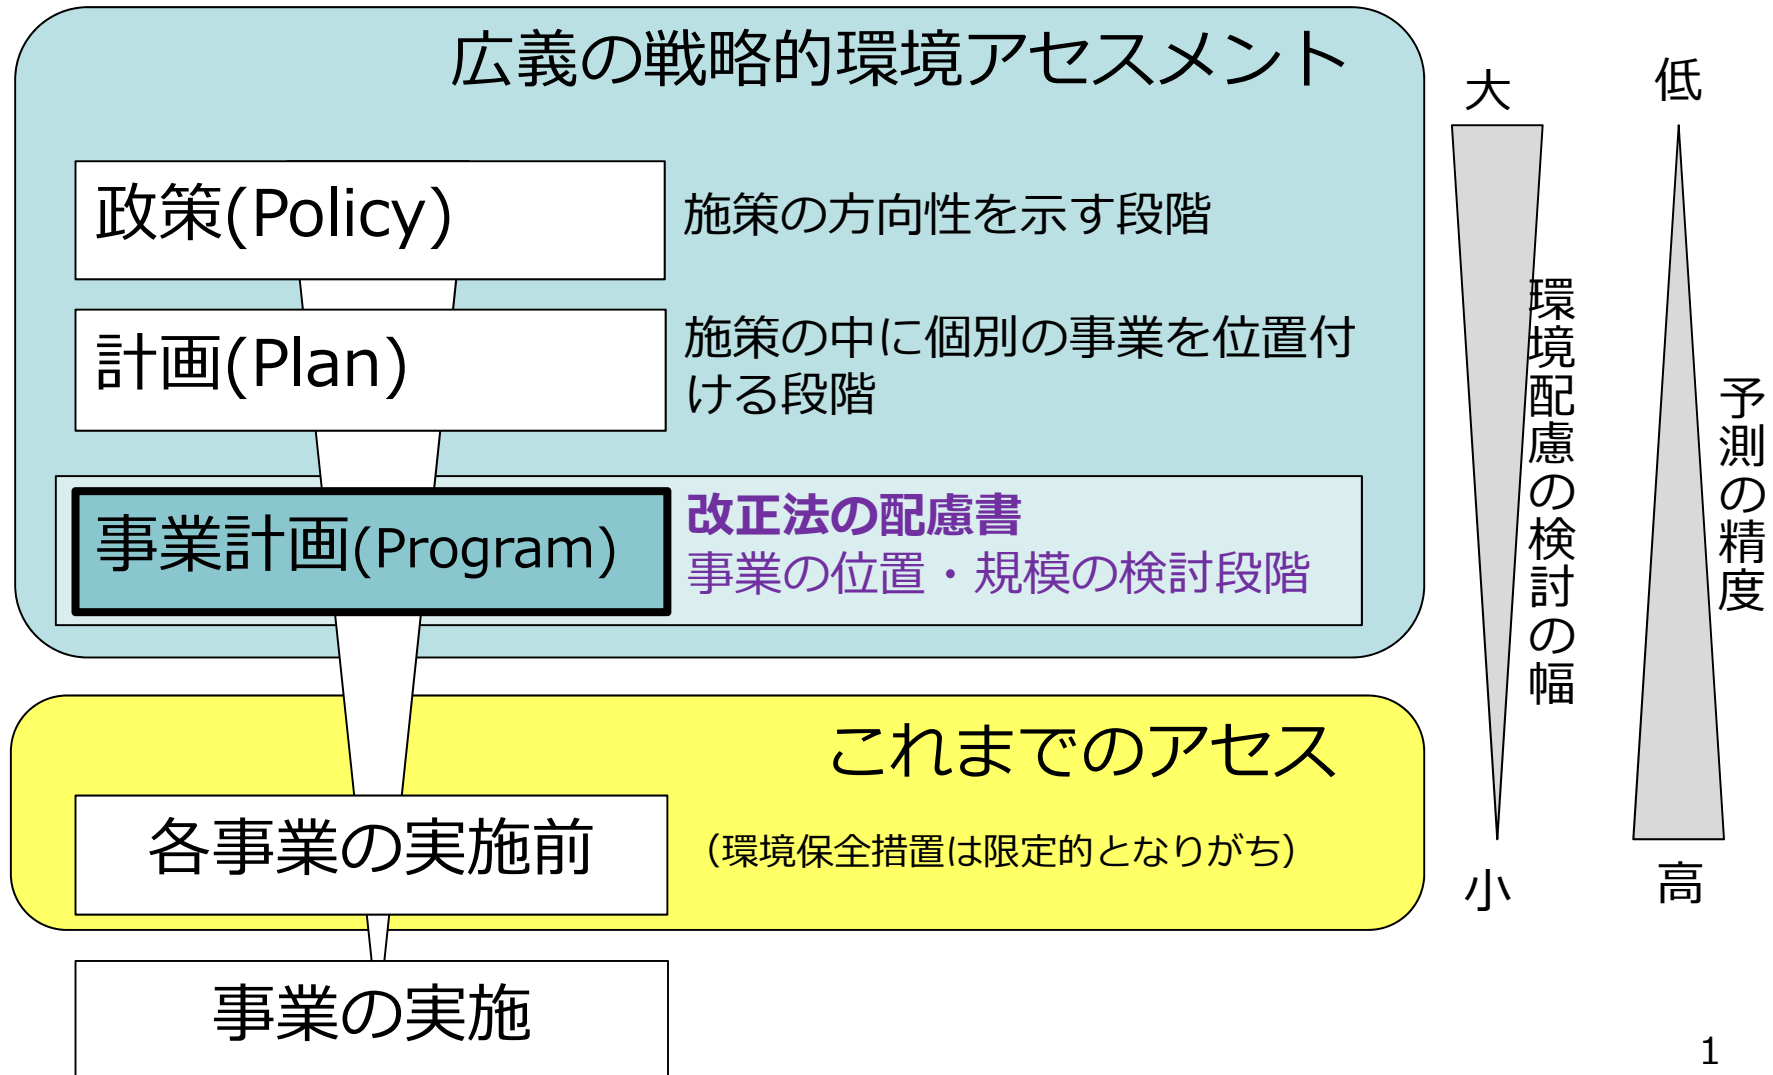 広義の戦略的環境アセスメント
政策(Policy)
施策の方向性を示す段階
計画(Plan)
施策の中に個別の事業を位置付
ける段階
事業計画(Program)
改正法の配慮書
事業の位置・規模の検討段階
これまでのアセス
各事業の実施前
（環境保全措置は限定的となりがち）
事業の実施
大
環境配慮の検討の幅
小
低
予測の精度
高
1